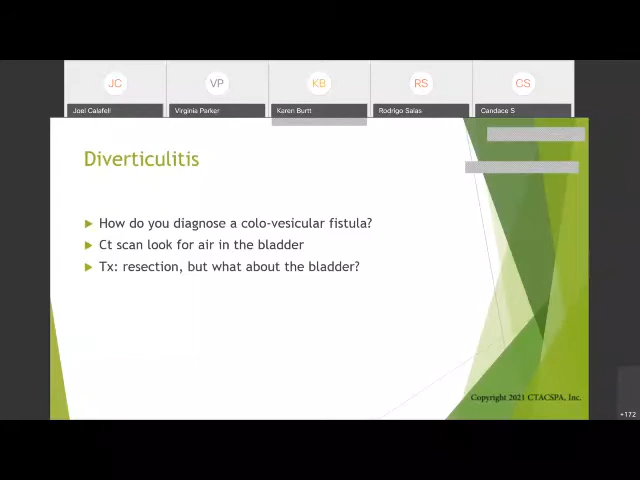 JC
VP
KB
RS
CS
Joel Calafell
Virginia Parker
Karen Burtt
Rodrigo Salas
Candace S
Diverticulitis
How do you diagnose a colo-vesicular fistula?
Ct scan look for air in the bladder
Tx: resection, but what about the bladder?
Copyright 2021 CTACSPA, Inc.
+172